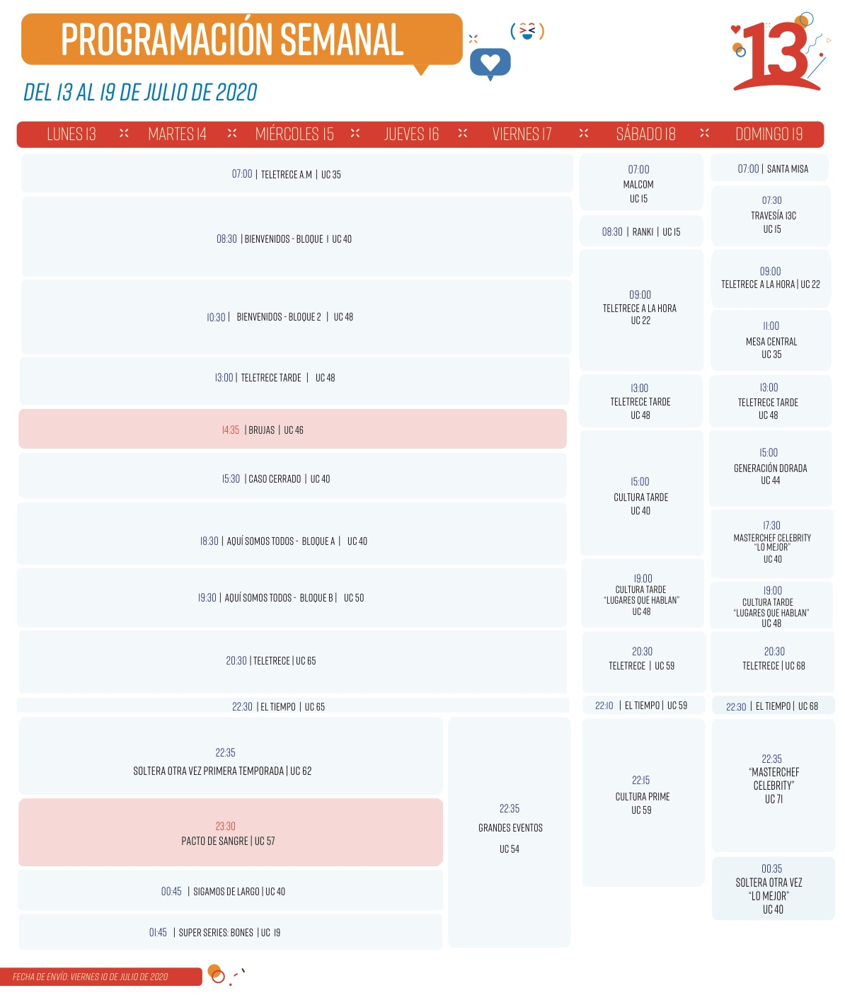 PROGRAMACIÓN SEMANAL
13
DEL 13 AL 19 DE JULIO DE 2020
LUNES 13 MARTES 14 MIÉRCOLES 15 JUEVES 16 VIERNES 17 SÁBADO 18 DOMINGO 19
07:00 | TELETRECE A.M | UC 35
08:30 | BIENVENIDOS - BLOQUE 1 UC 40
10:30 | BIENVENIDOS - BLOQUE 2 | UC 48
13:00 | TELETRECE TARDE | UC 48
14:35 | BRUJAS | UC 46
15:30 | CASO CERRADO | UC 40
18:30 | AQUÍ SOMOS TODOS - BLOQUE A | UC 40
19:30 | AQUÍ SOMOS TODOS - BLOQUE B | UC 50
20:30 | TELETRECE | UC 65
22:30 | EL TIEMPO | UC 65
22:35
SOLTERA OTRA VEZ PRIMERA TEMPORADA | UC 62
23:30
PACTO DE SANGRE | UC 57
00:45 | SIGAMOS DE LARGO | UC 40
01:45 | SUPER SERIES: BONES | UC 19
22:35
GRANDES EVENTOS
UC 54
07:00
MALCOM
UC 15
08:30 | RANKI | UC 15
09:00
TELETRECE A LA HORA
UC 22
13:00
TELETRECE TARDE
UC 48
15:00
CULTURA TARDE
UC 40
19:00
CULTURA TARDE
“LUGARES QUE HABLAN”
UC 48
20:30
TELETRECE | UC 59
22:10 | EL TIEMPO | UC 59
22:15
CULTURA PRIME
UC 59
07:00 | SANTA MISA
07:30
TRAVESÍA 13C
UC 15
09:00
TELETRECE A LA HORA | UC 22
11:00
MESA CENTRAL
UC 35
13:00
TELETRECE TARDE
UC 48
15:00
GENERACIÓN DORADA
UC 44
17:30
MASTERCHEF CELEBRITY
“LO MEJOR”
UC 40
19:00
CULTURA TARDE
“LUGARES QUE HABLAN”
UC 48
20:30
TELETRECE | UC 68
22:30 | EL TIEMPO | UC 68
22:35
“MASTERCHEF
CELEBRITY”
UC 71
00:35
SOLTERA OTRA VEZ
“LO MEJOR”
UC 40
FECHA DE ENVÍO: VIERNES 10 DE JULIO DE 2020